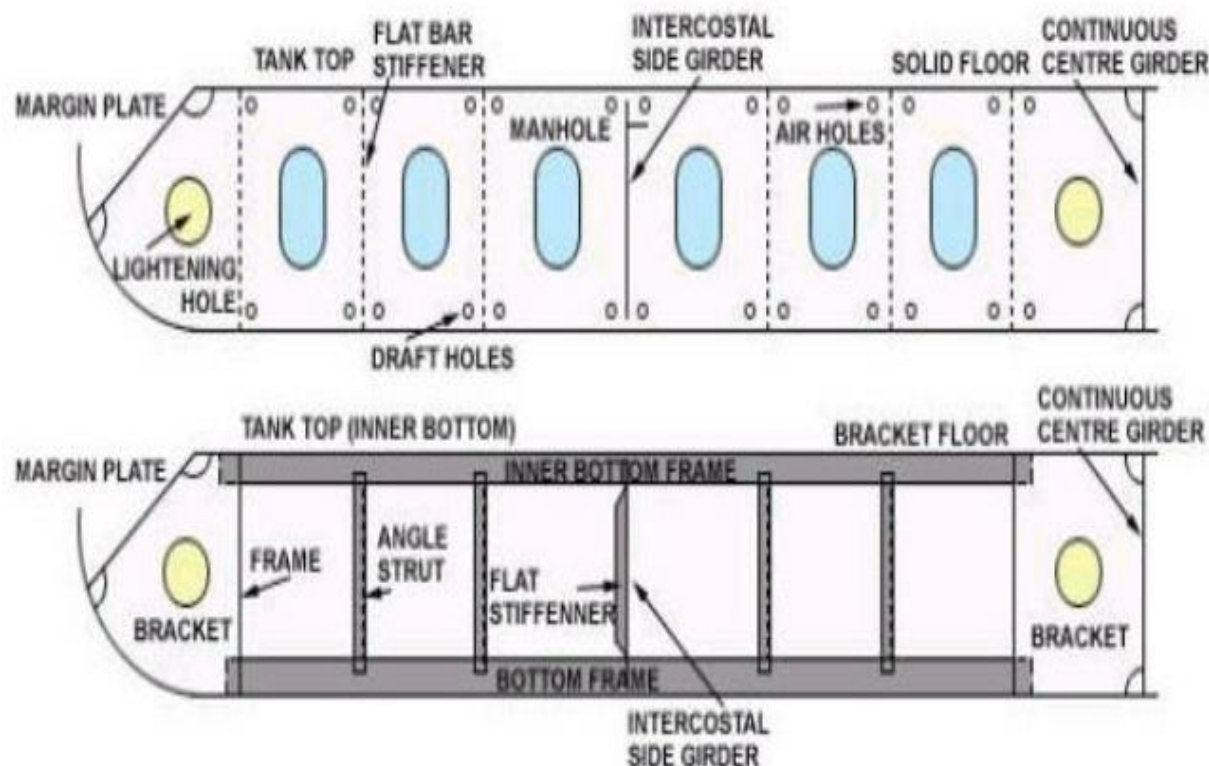 TANK TOP
FLAT BAR
STIFFENER
INTERCOSTAL
SIDE GIRDER
SOLID FLOOR
CONTINUOUS
CENTRE GIRDER
MARGIN PLATE
MANHOLE
AIR HOLES
LIGHTENING
HOLE
DRAFT HOLES
TANK TOP (INNER BOTTOM)
BRACKET FLOOR
CONTINUOUS
CENTRE GIRDER
MARGIN PLATE
INNER BOTTOM FRAME
FRAME
ANGLE
STRUT
FLAT
STIFFENNER
BRACKET
BRACKET
BOTTOM FRAME
INTERCOSTAL
SIDE GIRDER